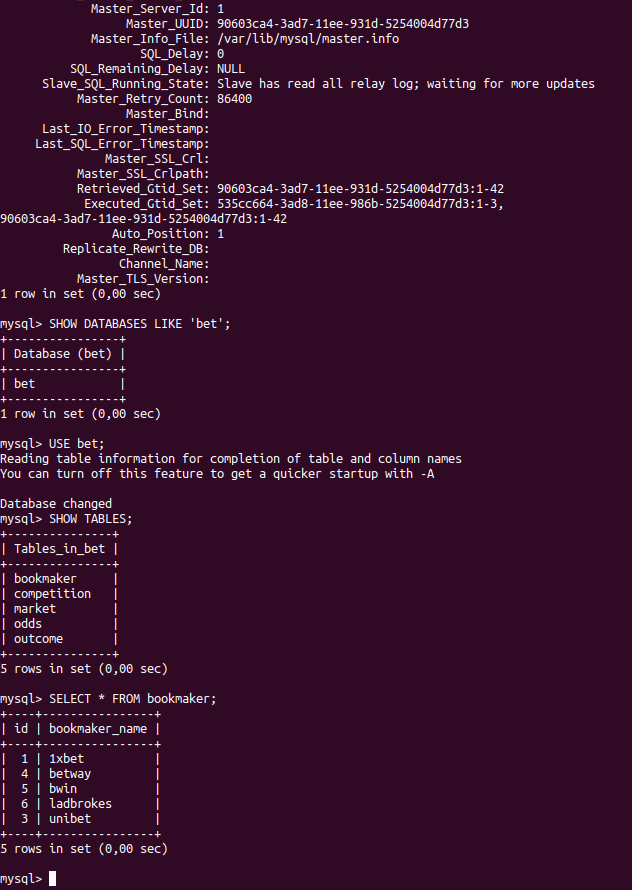 Master_Server_Id: 1
Master_UUID: 90603ca4-3ad7-11ee-931d-5254004d77d3
Master_Info_File: /var/lib/mysql/master.info
SQL_Delay: 0
SQL_Remaining_Delay: NULL
Slave_SQL_Running_State: Slave has read all relay log; waiting for more updates
Master_Retry_Count: 86400
Master_Bind:
Last_IO_Error_Timestamp:
Last_SQL_Error_Timestamp:
Master_SSL_Crl:
Master_SSL_Crlpath:
Retrieved_Gtid_Set: 90603ca4-3ad7-11ee-931d-5254004d77d3:1-42
Executed_Gtid_Set: 535cc664-3ad8-11ee-986b-5254004d77d3:1-3,
90603ca4-3ad7-11ee-931d-5254004d77d3:1-42
Auto_Position: 1
Replicate_Rewrite_DB:
Channel_Name:
Master_TLS_Version:
1 row in set (0,00 sec)
mysql> SHOW DATABASES LIKE 'bet';
+----------------+
| Database (bet) |
+----------------+
| bet            |
+----------------+
1 row in set (0,00 sec)
mysql> USE bet;
Reading table information for completion of table and column names
You can turn off this feature to get a quicker startup with -A
Database changed
mysql> SHOW TABLES;
+---------------+
| Tables_in_bet |
+---------------+
| bookmaker     |
| competition   |
| market        |
| odds          |
| outcome       |
+---------------+
5 rows in set (0,00 sec)
mysql> SELECT * FROM bookmaker;
+----+----------------+
| id | bookmaker_name |
+----+----------------+
|  1 | 1xbet          |
|  4 | betway         |
|  5 | bwin           |
|  6 | ladbrokes      |
|  3 | unibet         |
+----+----------------+
5 rows in set (0,00 sec)
mysql>